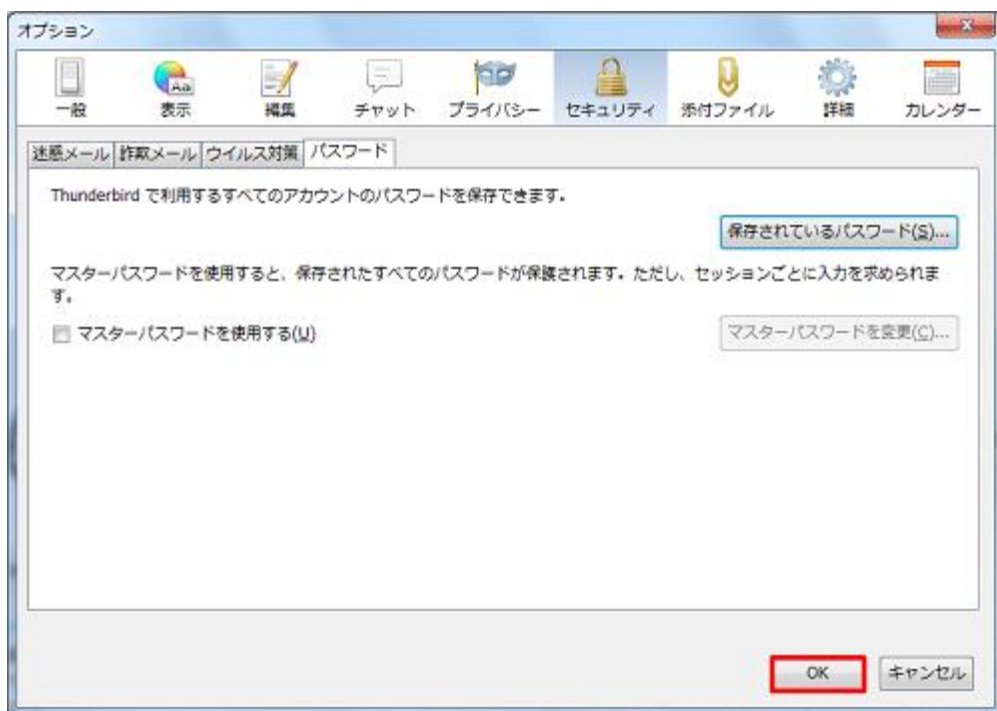 オプション
一般 表示 編集 チャット プライバシー セキュリティ 添付ファイル 詳細 カレンダー
迷惑メール 詐欺メール ウイルス対策 パスワード
Thunderbird で利用するすべてのアカウントのパスワードを保存できます。
保存されているパスワード(S)...
マスターパスワードを使用すると、保存されたすべてのパスワードが保護されます。ただし、セッションごとに入力を求められま
す。
マスターパスワードを使用する(U) マスターパスワードを変更(C)...
OK キャンセル